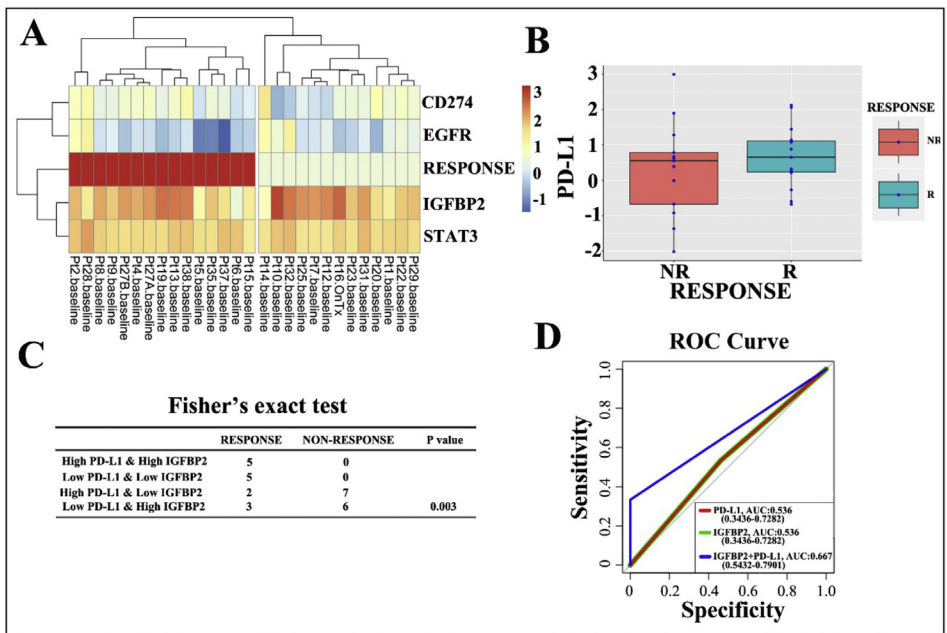 A
CD274
EGFR
RESPONSE
IGFBP2
STAT3
3
2
1
0
-1
Pt2.baseline
Pt28.baseline
Pt8.baseline
Pt9.baseline
Pt27B.baseline
Pt4.baseline
Pt27A.baseline
Pt19.baseline
Pt13.baseline
Pt38.baseline
Pt5.baseline
Pt35.baseline
Pt37.baseline
Pt6.baseline
Pt15.baseline
Pt14.baseline
Pt10.baseline
Pt32.baseline
Pt25.baseline
Pt7.baseline
Pt12.baseline
Pt16.OnTx
Pt23.baseline
Pt31.baseline
Pt20.baseline
Pt1.baseline
Pt22.baseline
Pt29.baseline
B
PD-L1
3
2
1
0
-1
-2
NR
R
RESPONSE
RESPONSE
NR
R
C
Fisher's exact test
RESPONSE NON-RESPONSE P value
High PD-L1 & High IGFBP2 5 0
Low PD-L1 & Low IGFBP2 5 0
High PD-L1 & Low IGFBP2 2 7
Low PD-L1 & High IGFBP2 3 6 0.003
D
ROC Curve
Sensitivity
1.0
0.8
0.6
0.4
0.2
0
PD-L1, AUC:0.536
(0.3436-0.7282)
IGFBP2, AUC:0.536
(0.3436-0.7282)
IGFBP2+PD-L1, AUC:0.667
(0.5432-0.7901)
0 0.2 0.4 0.6 0.8 1.0
Specificity